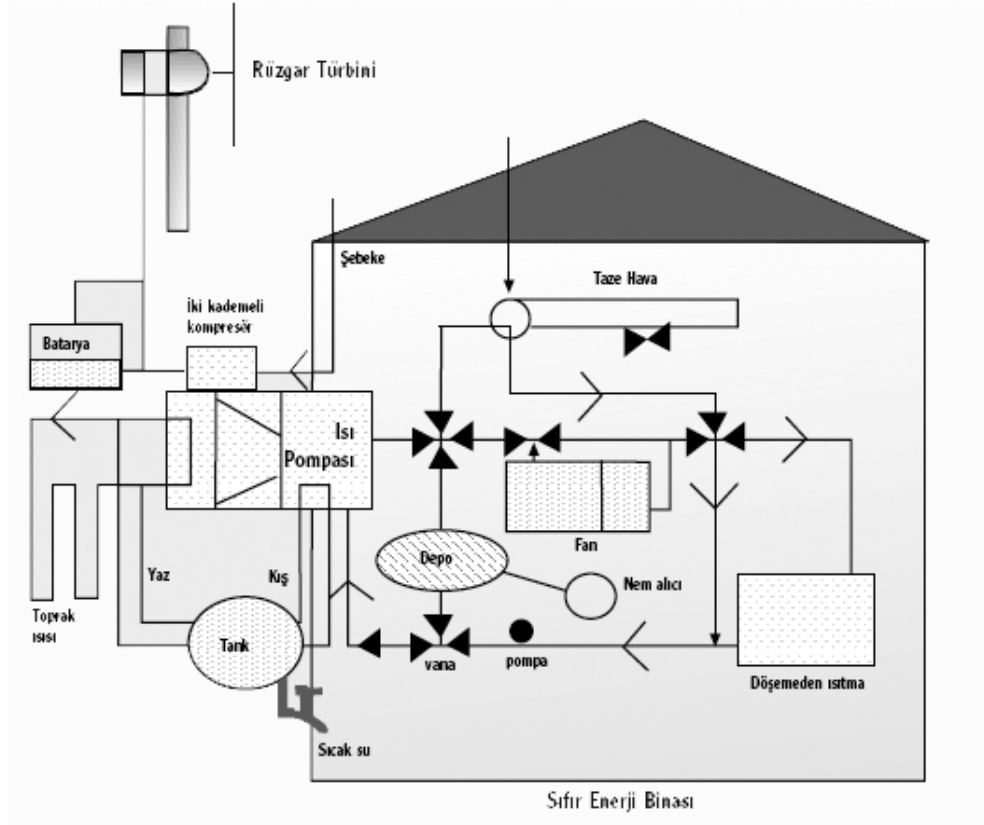 Rüzgar Türbini
Şebeke
Taze Hava
İki kademeli
kompresör
Batarya
Isı
Pompası
Fan
Depo
Nem alıcı
Yaz
Kış
Toprak
ısısı
Tank
vana
pompa
Döşemeden ısıtma
Sıcak su
Sıfır Enerji Binası